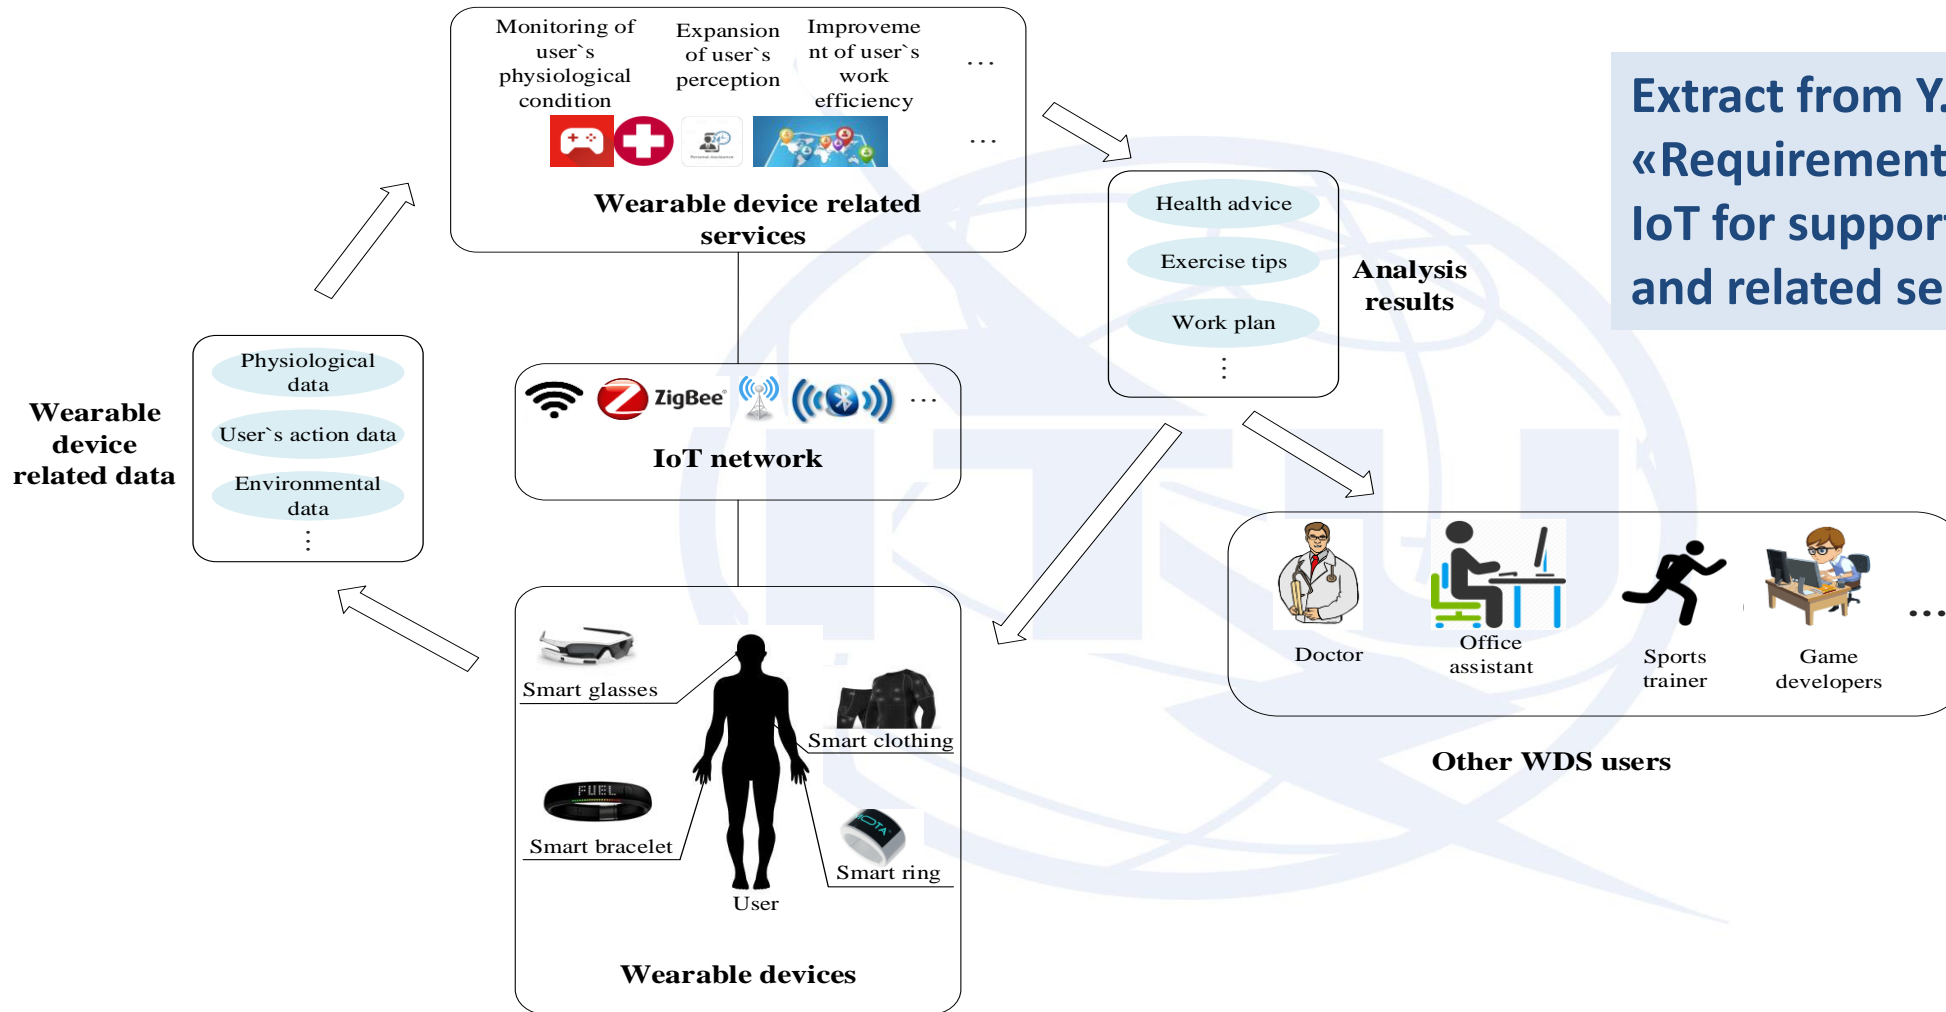 Monitoring of
user`s
physiological
condition
Expansion
of user`s
perception
Improveme
nt of user`s
work
efficiency
...
...
Wearable device related
services
Extract from Y.
«Requirement
IoT for support
and related se
Health advice
Exercise tips
Work plan
...
Analysis
results
Wearable
device
related data
Physiological
data
User`s action data
Environmental
data
...
ZigBee
...
IoT network
ITU
Smart glasses
Smart clothing
FUEL
Smart bracelet
Smart ring
User
Wearable devices
Doctor
Office
assistant
Sports
trainer
Game
developers
...
Other WDS users